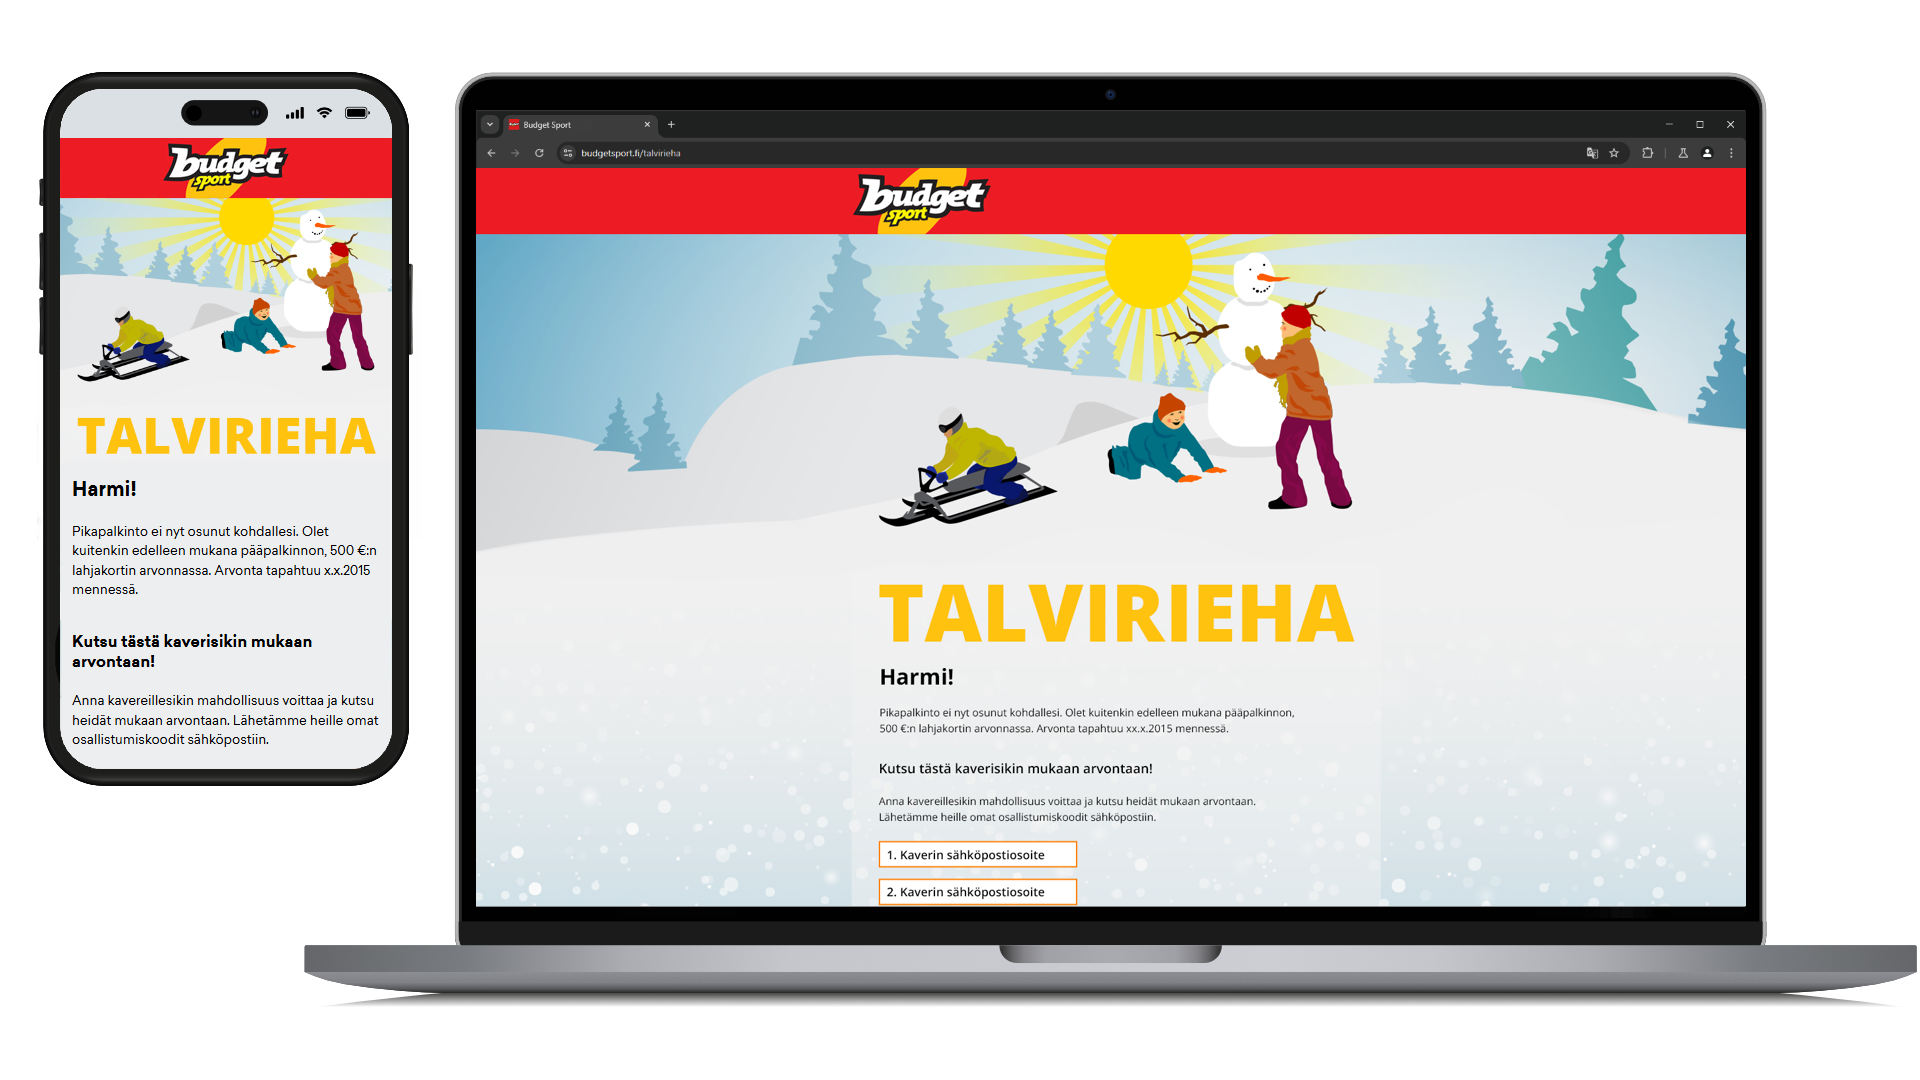 budget
sport
TALVIRIEHA
Harmi!
Pikapalkinto ei nyt osunut kohdallesi. Olet
kuitenkin edelleen mukana pääpalkinnon, 500 €:n
lahjakortin arvonnassa. Arvonta tapahtuu x.x.2015
mennessä.
Kutsu tästä kaverisikin mukaan
arvontaan!
Anna kavereillesikin mahdollisuus voittaa ja kutsu
heidät mukaan arvontaan. Lähetämme heille omat
osallistumiskoodit sähköpostiin.
Budget Sport
budgetsport.fi/talvirieha
budget
sport
TALVIRIEHA
Harmi!
Pikapalkinto ei nyt osunut kohdallesi. Olet kuitenkin edelleen mukana pääpalkinnon,
500 €:n lahjakortin arvonnassa. Arvonta tapahtuu xx.x.2015 mennessä.
Kutsu tästä kaverisikin mukaan arvontaan!
Anna kavereillesikin mahdollisuus voittaa ja kutsu heidät mukaan arvontaan.
Lähetämme heille omat osallistumiskoodit sähköpostiin.
1. Kaverin sähköpostiosoite
2. Kaverin sähköpostiosoite